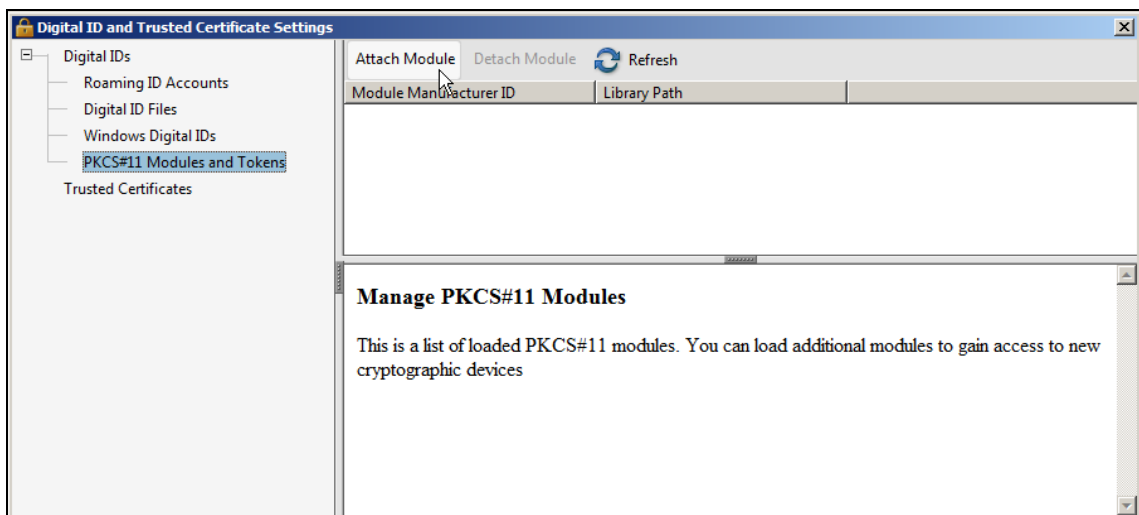 Digital ID and Trusted Certificate Settings
Digital IDs
Roaming ID Accounts
Digital ID Files
Windows Digital IDs
PKCS#11 Modules and Tokens
Trusted Certificates
Attach Module Detach Module Refresh
Module Manufacturer ID Library Path
Manage PKCS#11 Modules
This is a list of loaded PKCS#11 modules. You can load additional modules to gain access to new
cryptographic devices